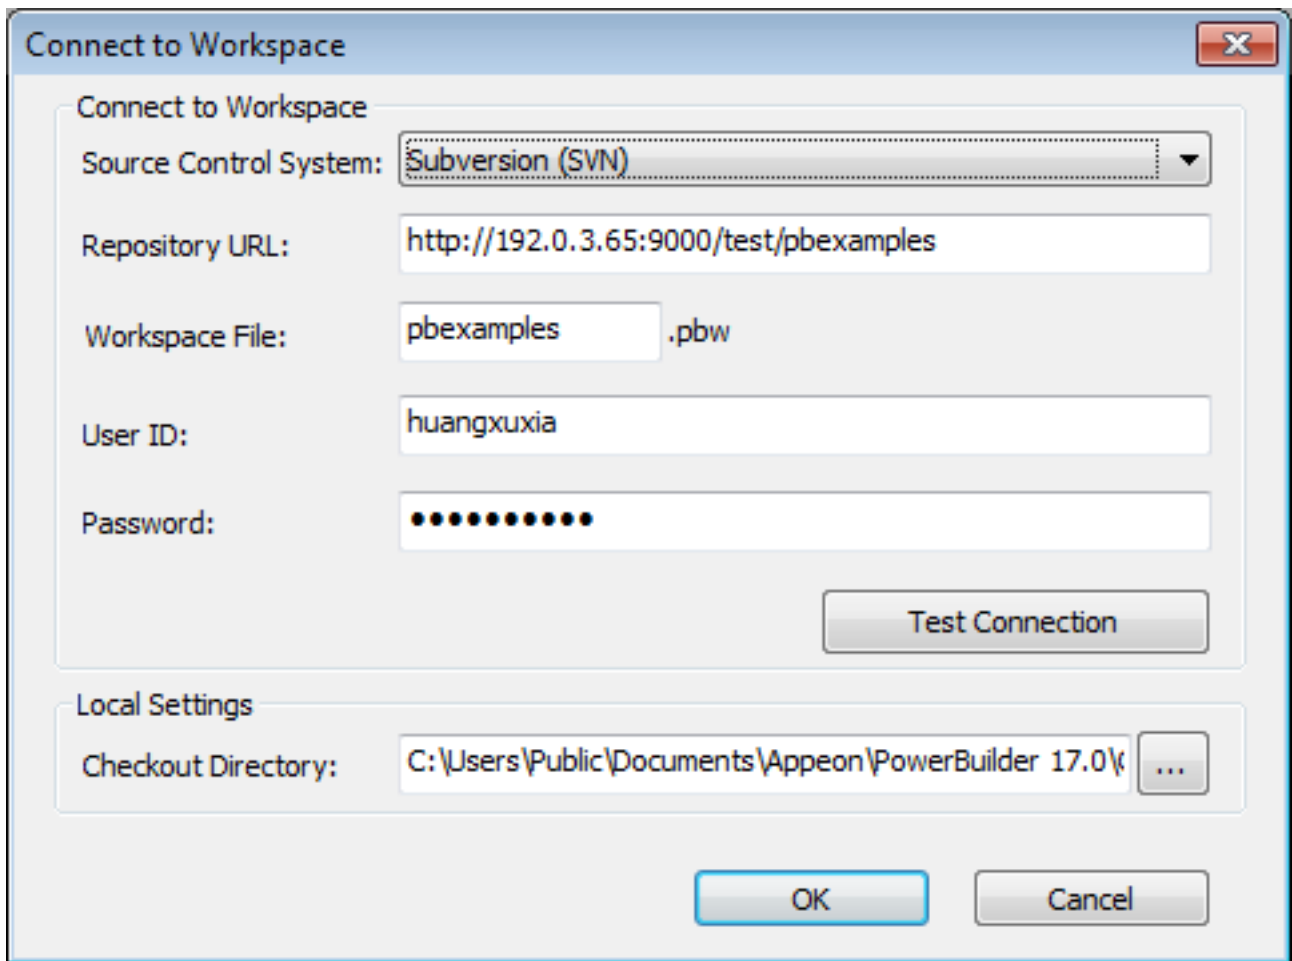 Connect to Workspace
Connect to Workspace
Source Control System: Subversion (SVN)
Repository URL: http://192.0.3.65:9000/test/pbexamples
Workspace File: pbexamples .pbw
User ID: huangxuxia
Password: ••••••••••
Test Connection
Local Settings
Checkout Directory: C:\Users\Public\Documents\Appeon\PowerBuilder 17.0\ ...
OK Cancel